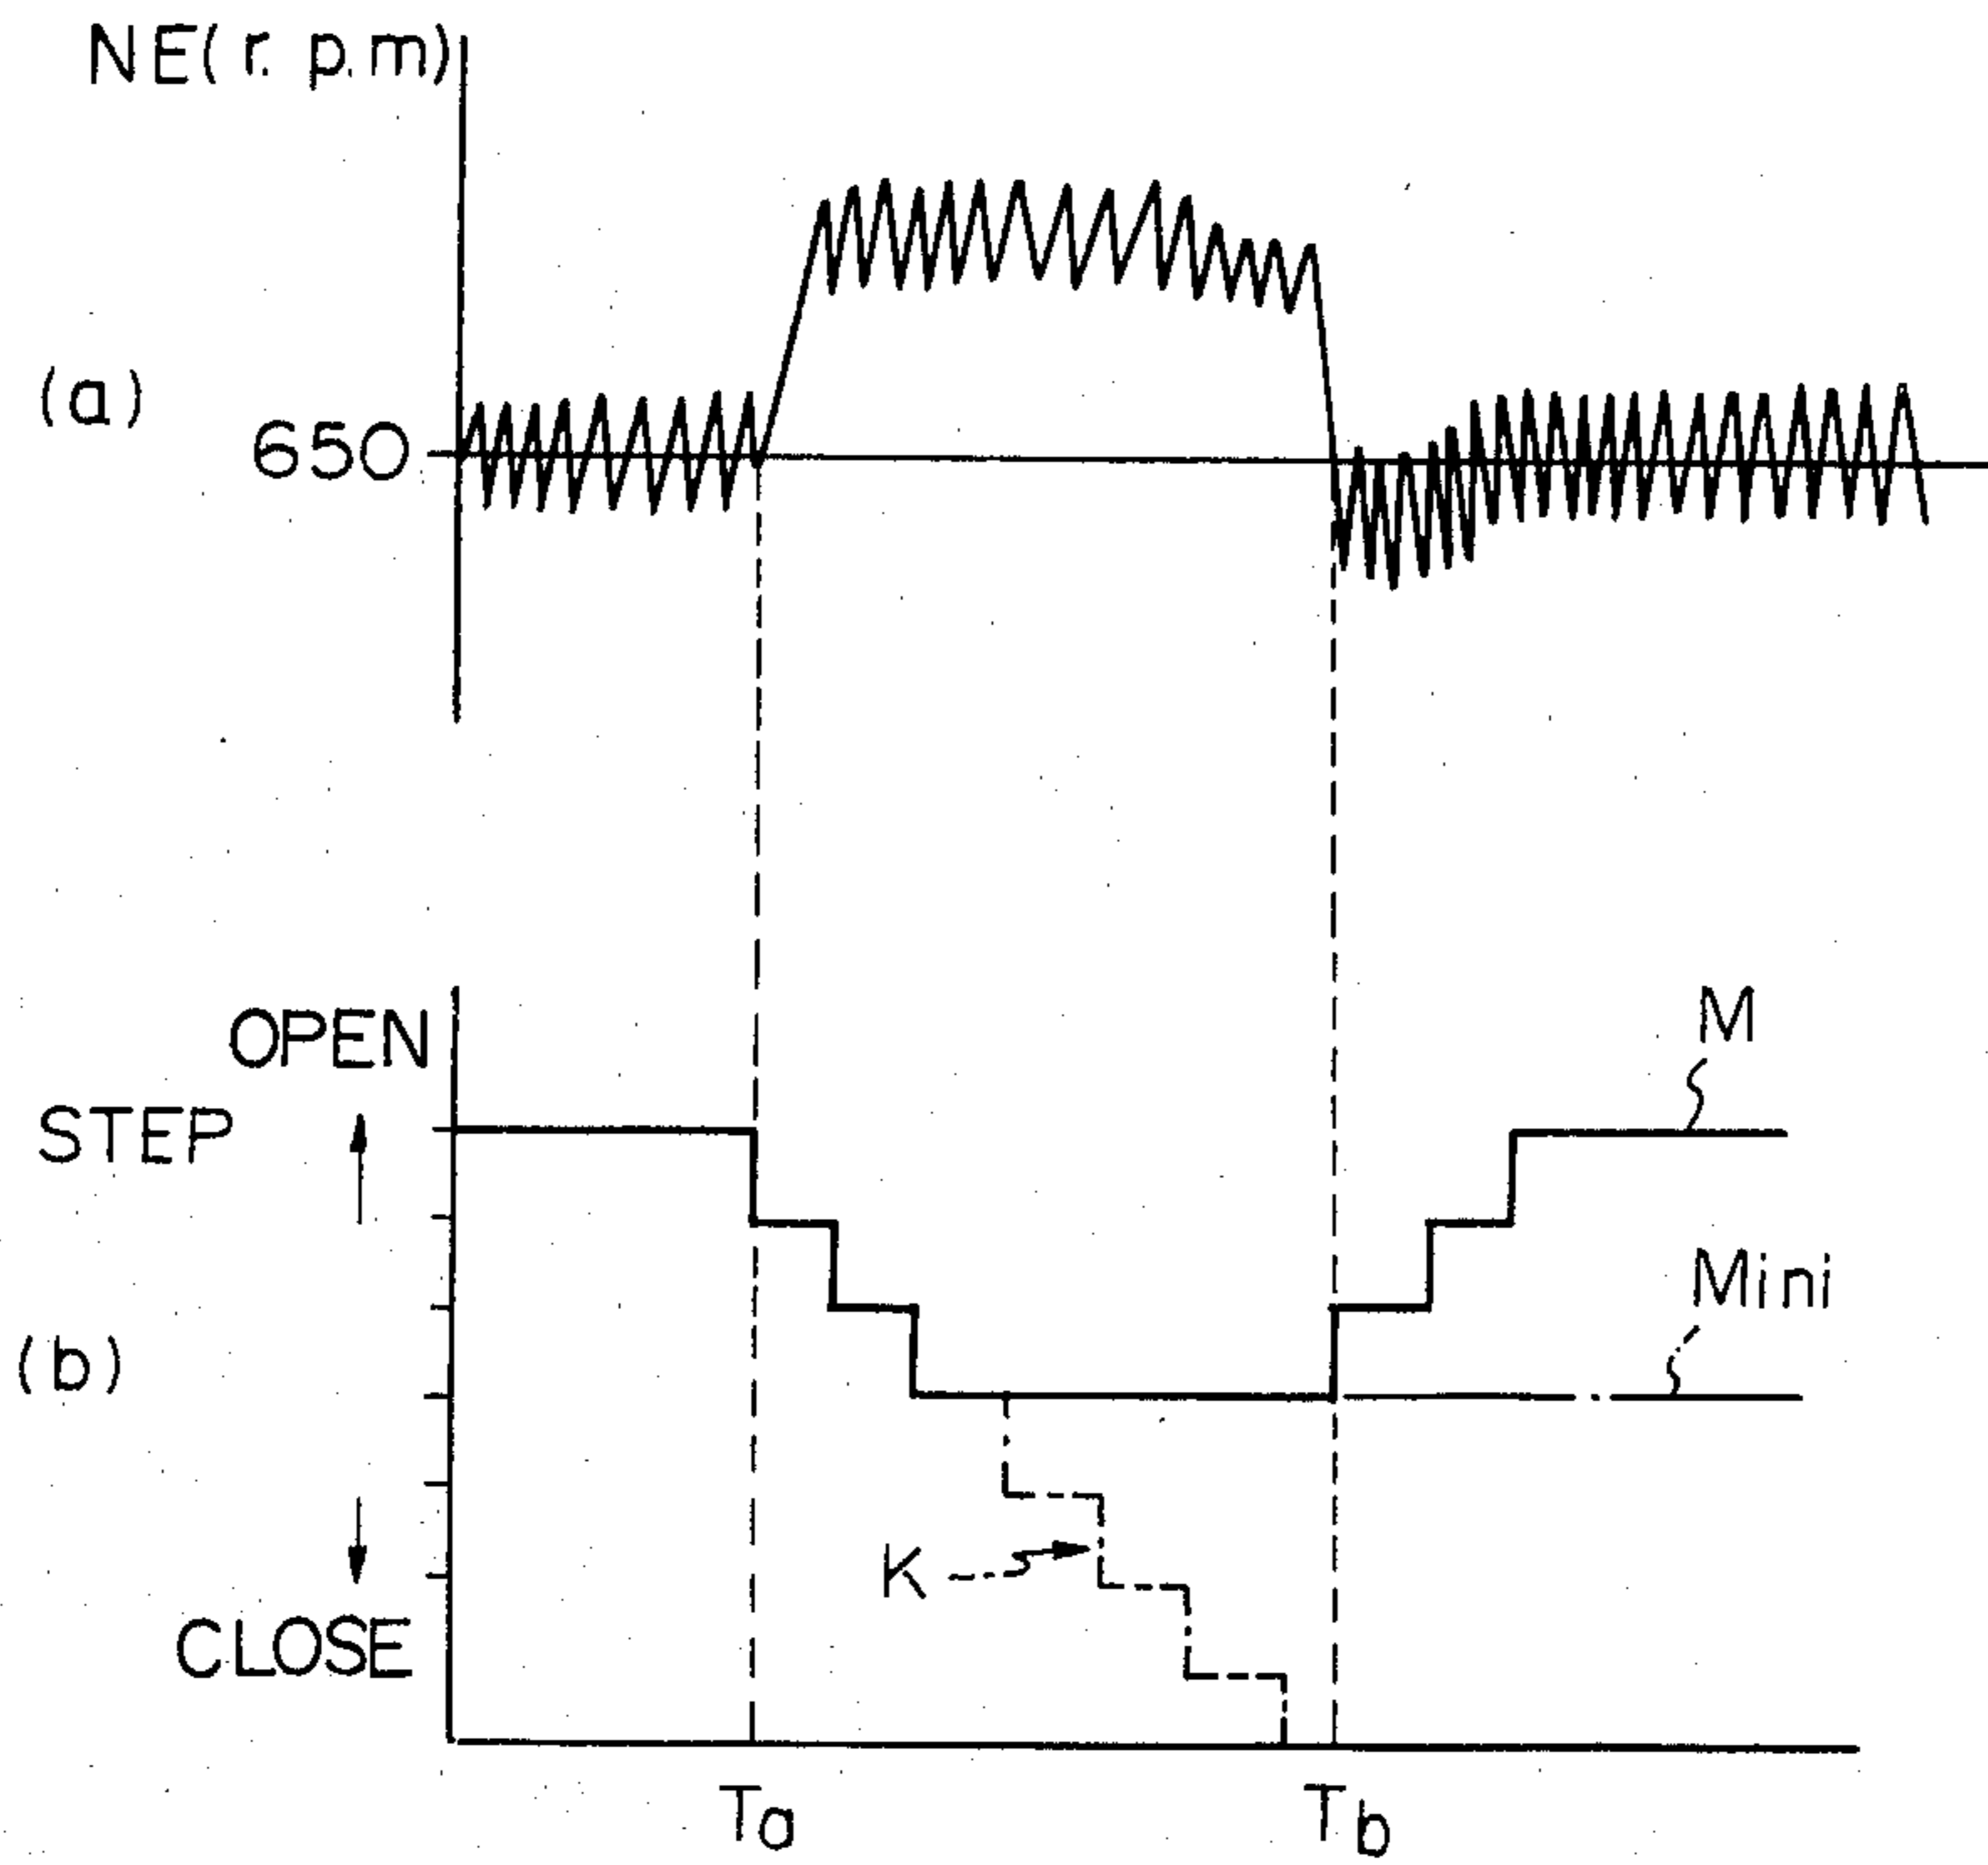 NE(r.p.m)
(a)
650
OPEN
STEP
M
Mini
(b)
K
CLOSE
Ta
Tb